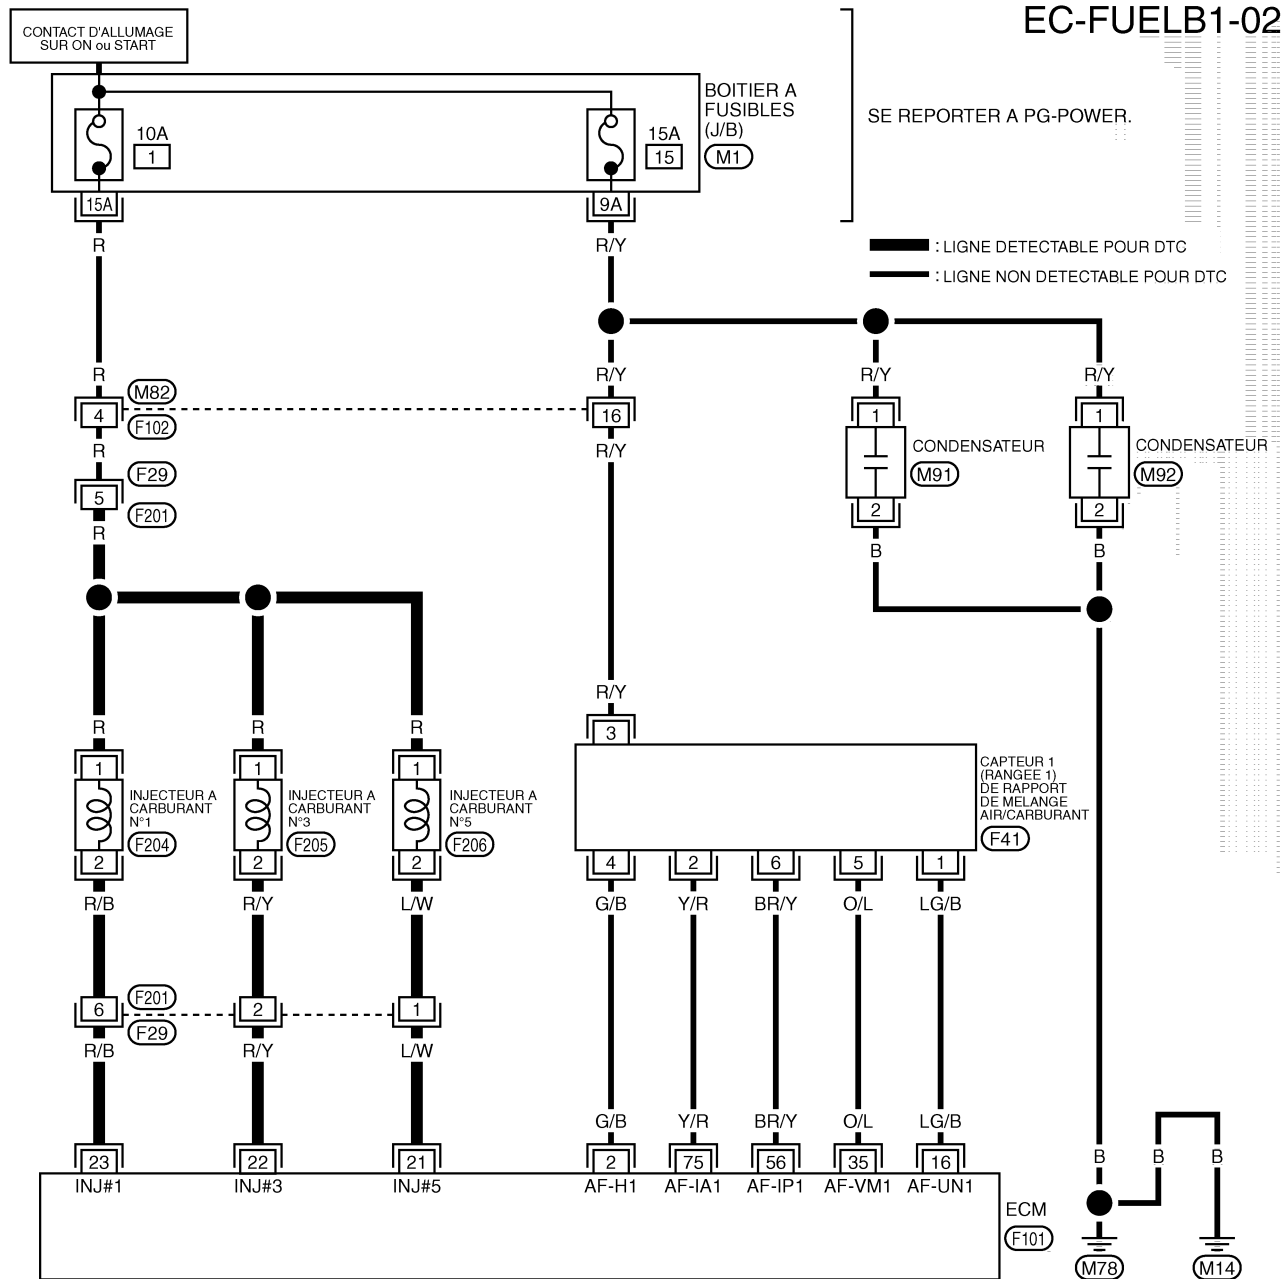 EC-FUELB1-02
CONTACT D'ALLUMAGE
SUR ON ou START
BOITIER A
FUSIBLES
(J/B)
M1
10A
1
15A
15
SE REPORTER A PG-POWER.
15A
9A
R
R/Y
: LIGNE DETECTABLE POUR DTC
: LIGNE NON DETECTABLE POUR DTC
R
R/Y
R/Y
R/Y
M82
4
16
1
1
F102
R
R/Y
CONDENSATEUR
M91
CONDENSATEUR
M92
F29
5
F201
2
2
R
B
B
R/Y
3
R
R
R
1
1
1
INJECTEUR A
CARBURANT
N°1
F204
INJECTEUR A
CARBURANT
N°3
F205
INJECTEUR A
CARBURANT
N°5
F206
CAPTEUR 1
(RANGEE 1)
DE RAPPORT
DE MELANGE
AIR/CARBURANT
F41
2
2
2
4
2
6
5
1
R/B
R/Y
L/W
G/B
Y/R
BR/Y
O/L
LG/B
F201
6
2
1
F29
R/B
R/Y
L/W
G/B
Y/R
BR/Y
O/L
LG/B
B
B
B
23
22
21
2
75
56
35
16
INJ#1
INJ#3
INJ#5
AF-H1
AF-IA1
AF-IP1
AF-VM1
AF-UN1
ECM
F101
M78
M14